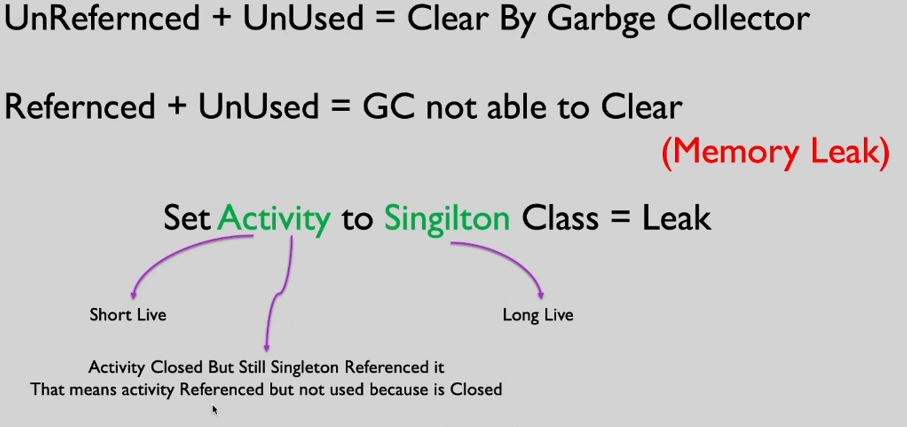 UnRefernced + UnUsed = Clear By Garbge Collector
Refernced + UnUsed = GC not able to Clear
(Memory Leak)
Set Activity to Singilton Class = Leak
Short Live
Long Live
Activity Closed But Still Singleton Referenced it
That means activity Referenced but not used because is Closed